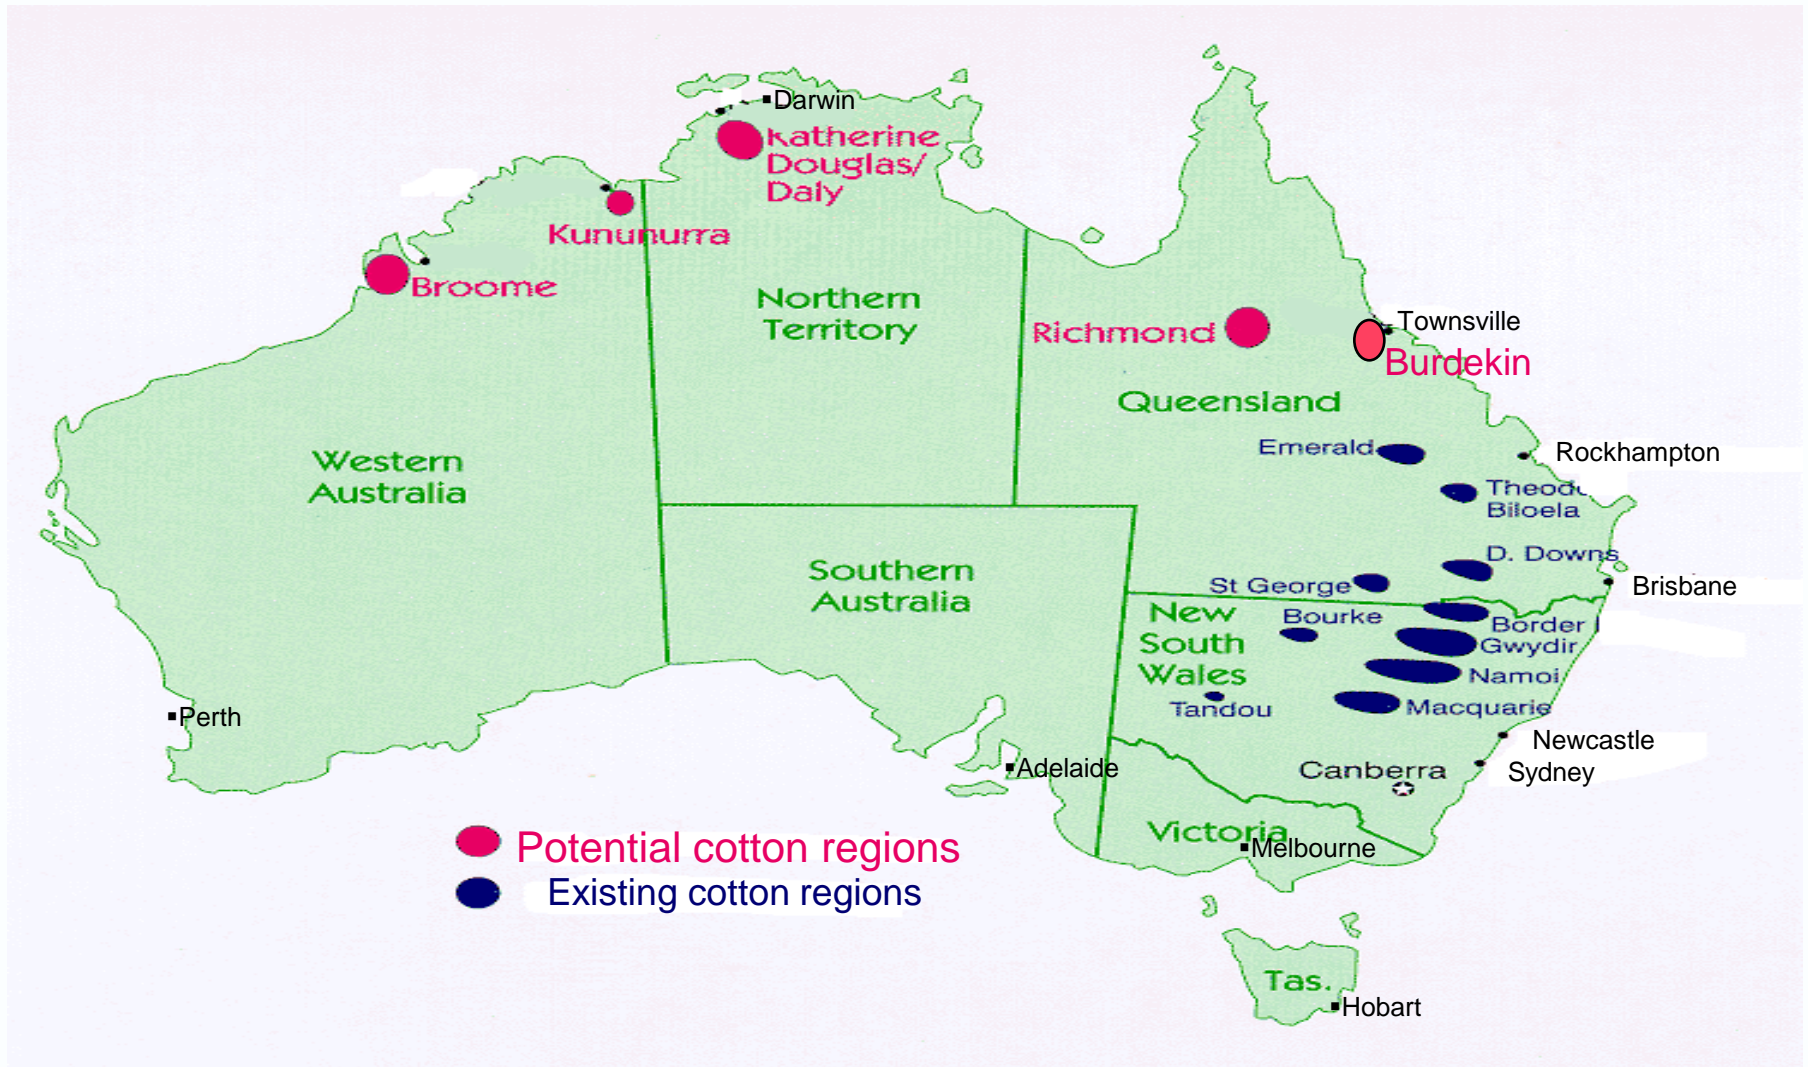 Darwin
Katherine
Douglas/
Daly
Kununurra
Broome
Northern
Territory
Richmond
Townsville
Burdekin
Queensland
Emerald
Rockhampton
Western
Australia
Biloela
D. Downs
Southern
Australia
St George
Brisbane
New
South
Wales
Bourke
Border
Gwydir
Namoi
Tandou
Macquarie
Perth
Newcastle
Sydney
Adelaide
Canberra
Victoria
Melbourne
Potential cotton regions
Existing cotton regions
Tas.
Hobart